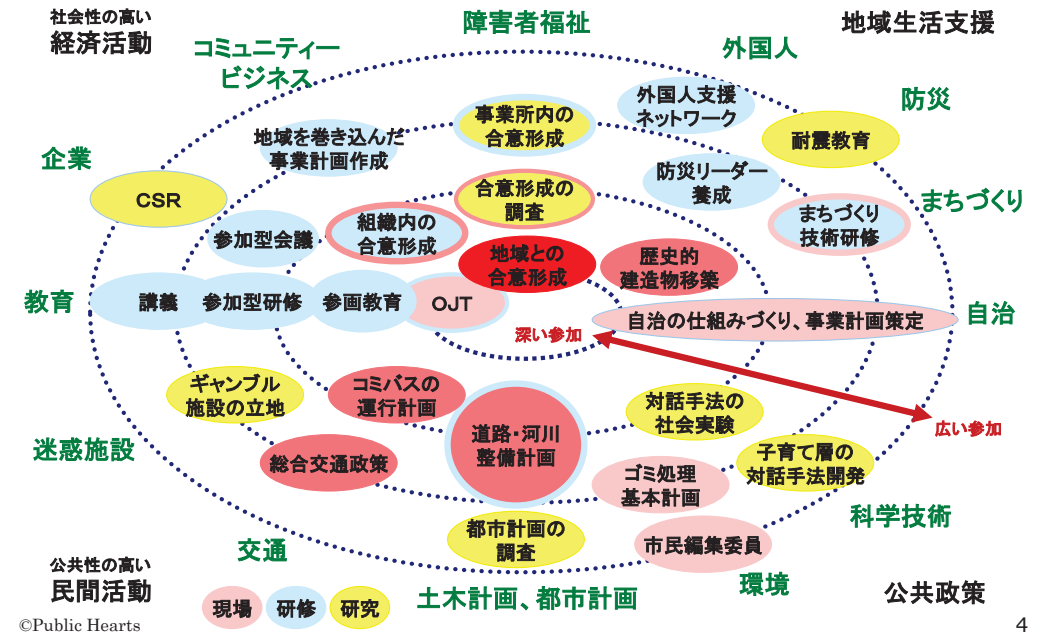 社会性の高い
経済活動
コミュニティー
ビジネス
障害者福祉
外国人
地域生活支援
防災
企業
地域を巻き込んだ
事業計画作成
事業所内の
合意形成
外国人支援
ネットワーク
耐震教育
CSR
合意形成の
調査
防災リーダー
養成
まちづくり
参加型会議
組織内の
合意形成
まちづくり
技術研修
地域との
合意形成
歴史的
建造物移築
教育
講義
参加型研修
参画教育
OJT
自治の仕組みづくり、事業計画策定
自治
深い参加
ギャンブル
施設の立地
コミバスの
運行計画
対話手法の
社会実験
広い参加
道路・河川
整備計画
迷惑施設
総合交通政策
子育て層の
対話手法開発
ゴミ処理
基本計画
科学技術
都市計画の
調査
市民編集委員
交通
環境
公共性の高い
民間活動
土木計画、都市計画
公共政策
現場
研修
研究
©Public Hearts
4